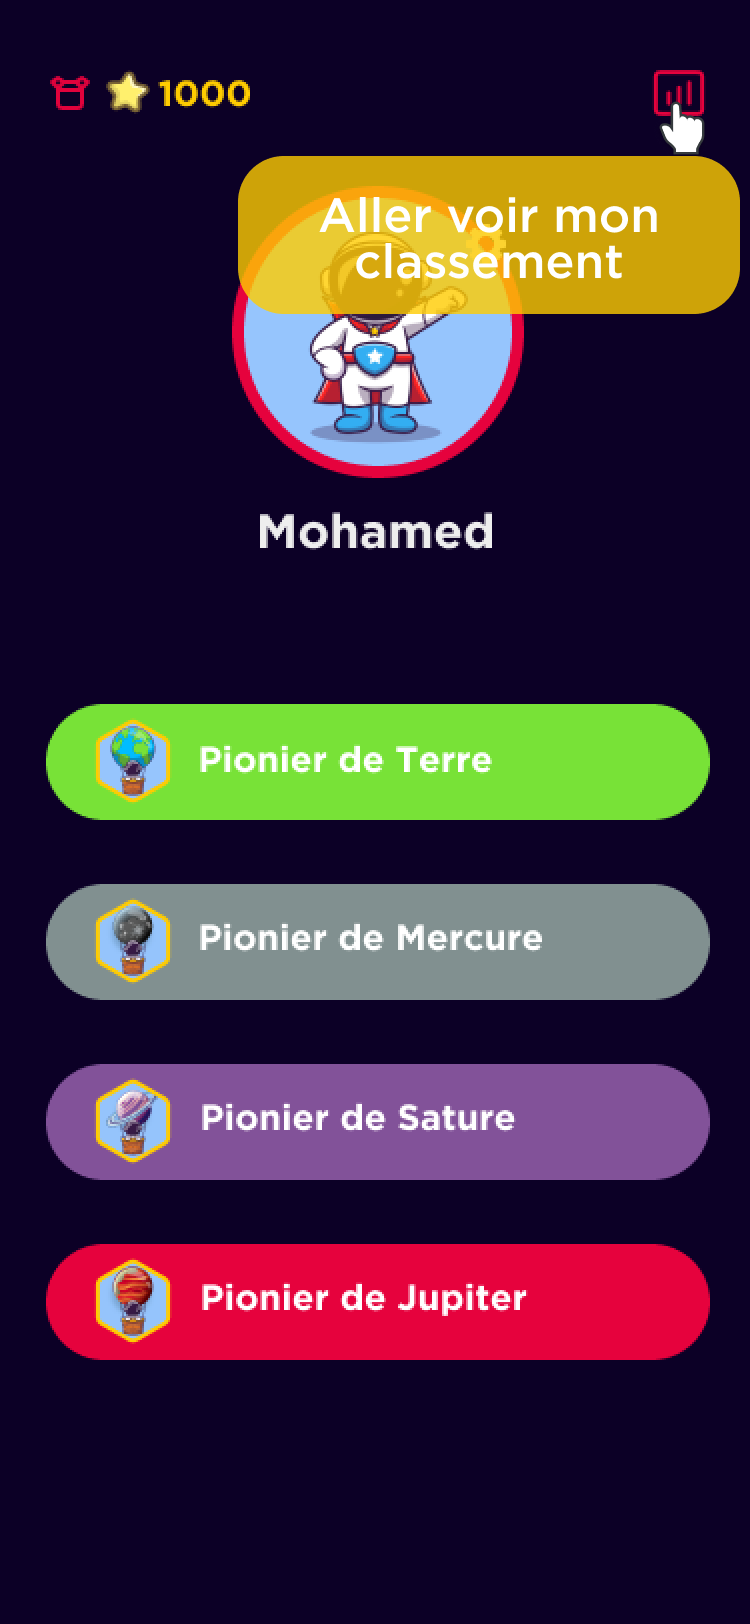 1000
Aller voir mon
classement
Mohamed
Pionier de Terre
Pionier de Mercure
Pionier de Sature
Pionier de Jupiter